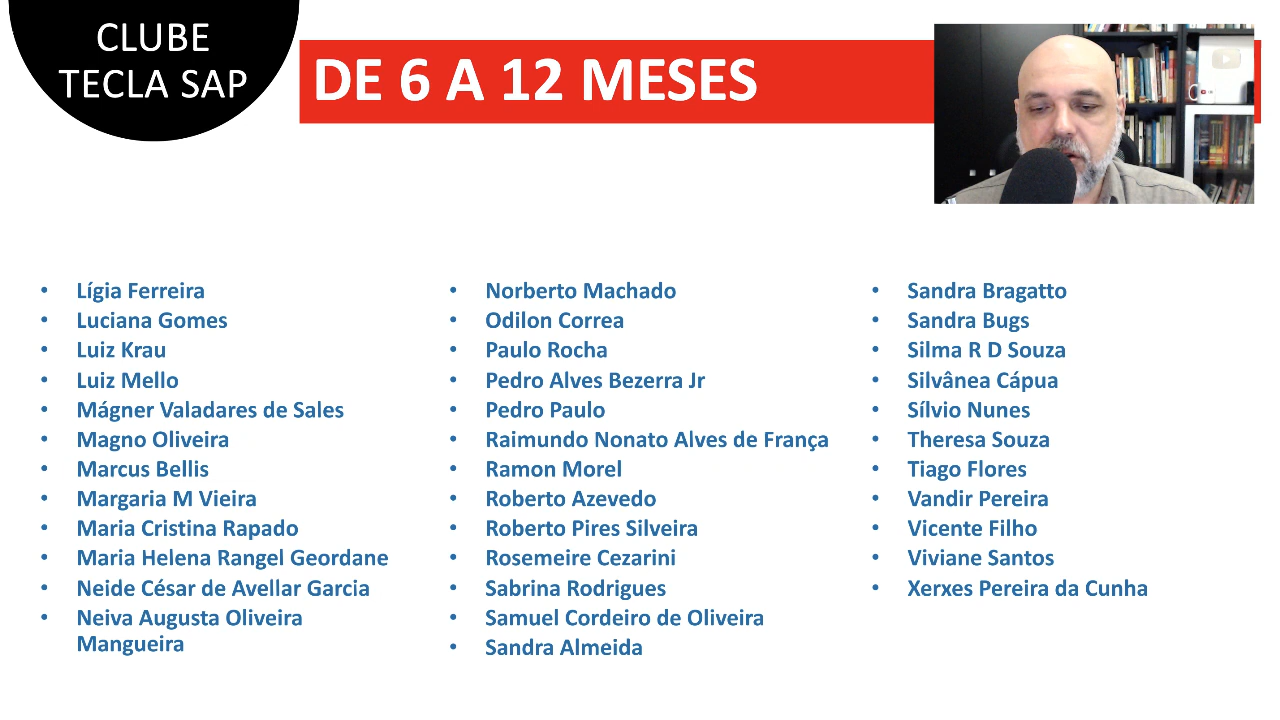 CLUBE
TECLA SAP
DE 6 A 12 MESES
Lígia Ferreira
Luciana Gomes
Luiz Krau
Luiz Mello
Mágner Valadares de Sales
Magno Oliveira
Marcus Bellis
Margaria M Vieira
Maria Cristina Rapado
Maria Helena Rangel Geordane
Neide César de Avellar Garcia
Neiva Augusta Oliveira
Mangueira
Norberto Machado
Odilon Correa
Paulo Rocha
Pedro Alves Bezerra Jr
Pedro Paulo
Raimundo Nonato Alves de França
Ramon Morel
Roberto Azevedo
Roberto Pires Silveira
Rosemeire Cezarini
Sabrina Rodrigues
Samuel Cordeiro de Oliveira
Sandra Almeida
Sandra Bragatto
Sandra Bugs
Silma R D Souza
Silvânea Cápua
Sílvio Nunes
Theresa Souza
Tiago Flores
Vandir Pereira
Vicente Filho
Viviane Santos
Xerxes Pereira da Cunha